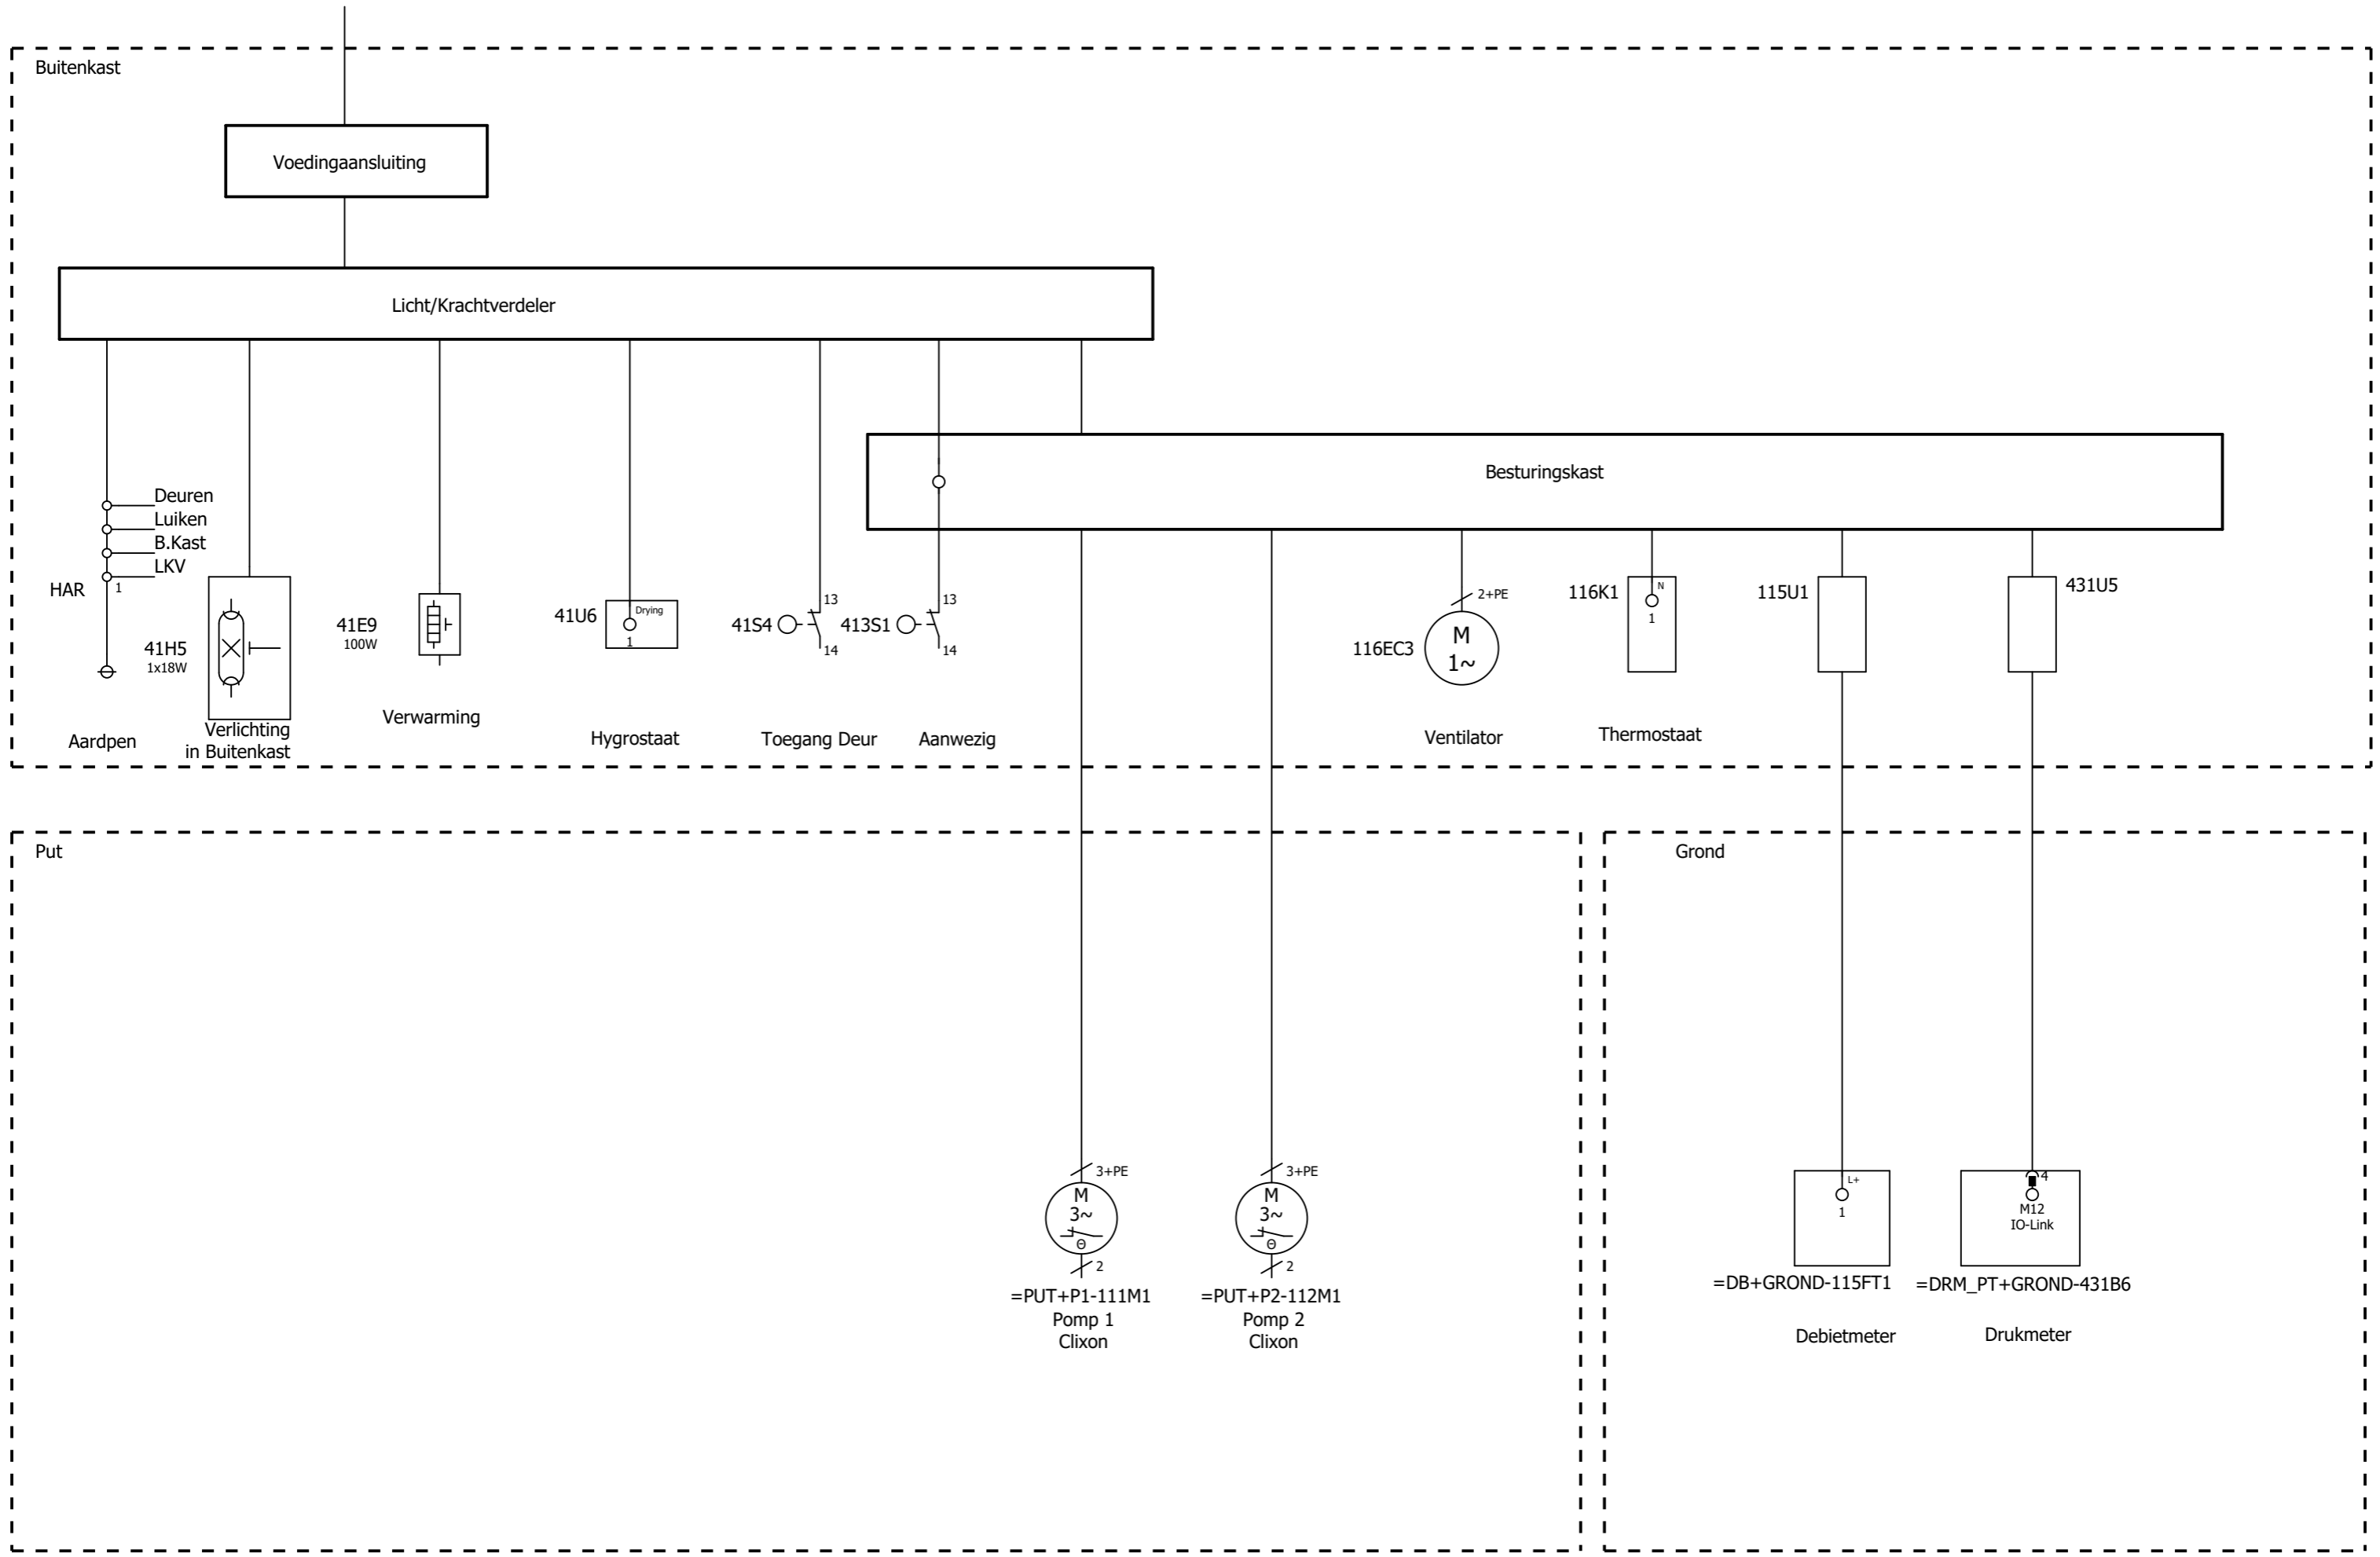 Buitenkast
Voedingaansluiting
Licht/Krachtverdeler
Besturingskast
Deuren
Luiken
B.Kast
LKV
HAR
1
41H5
1x18W
41E9
100W
41U6
Drying
1
41S4
13
14
413S1
13
14
116EC3
2+PE
M
1~
116K1
N
1
115U1
431U5
Aardpen
Verlichting
in Buitenkast
Verwarming
Hygrostaat
Toegang Deur
Aanwezig
Ventilator
Thermostaat
Put
Grond
3+PE
M
3~
Θ
2
=PUT+P1-111M1
Pomp 1
Clixon
3+PE
M
3~
Θ
2
=PUT+P2-112M1
Pomp 2
Clixon
L+
1
=DB+GROND-115FT1
Debietmeter
4
M12
IO-Link
=DRM_PT+GROND-431B6
Drukmeter